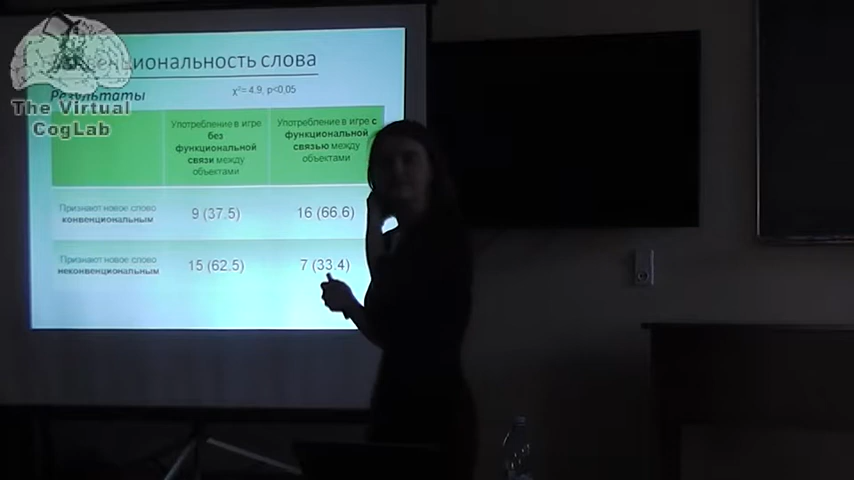 The Virtual
CogLab
слова
Результаты
χ²= 4.9, p<0,05
Употребление в игре
без
функциональной
связи между
объектами
Употребление в игре с
функциональной
связью между
объектами
Признают новое слово
конвенциональным
9 (37.5)
16 (66.6)
Признают новое слово
неконвенциональным
15 (62.5)
7 (33.4)